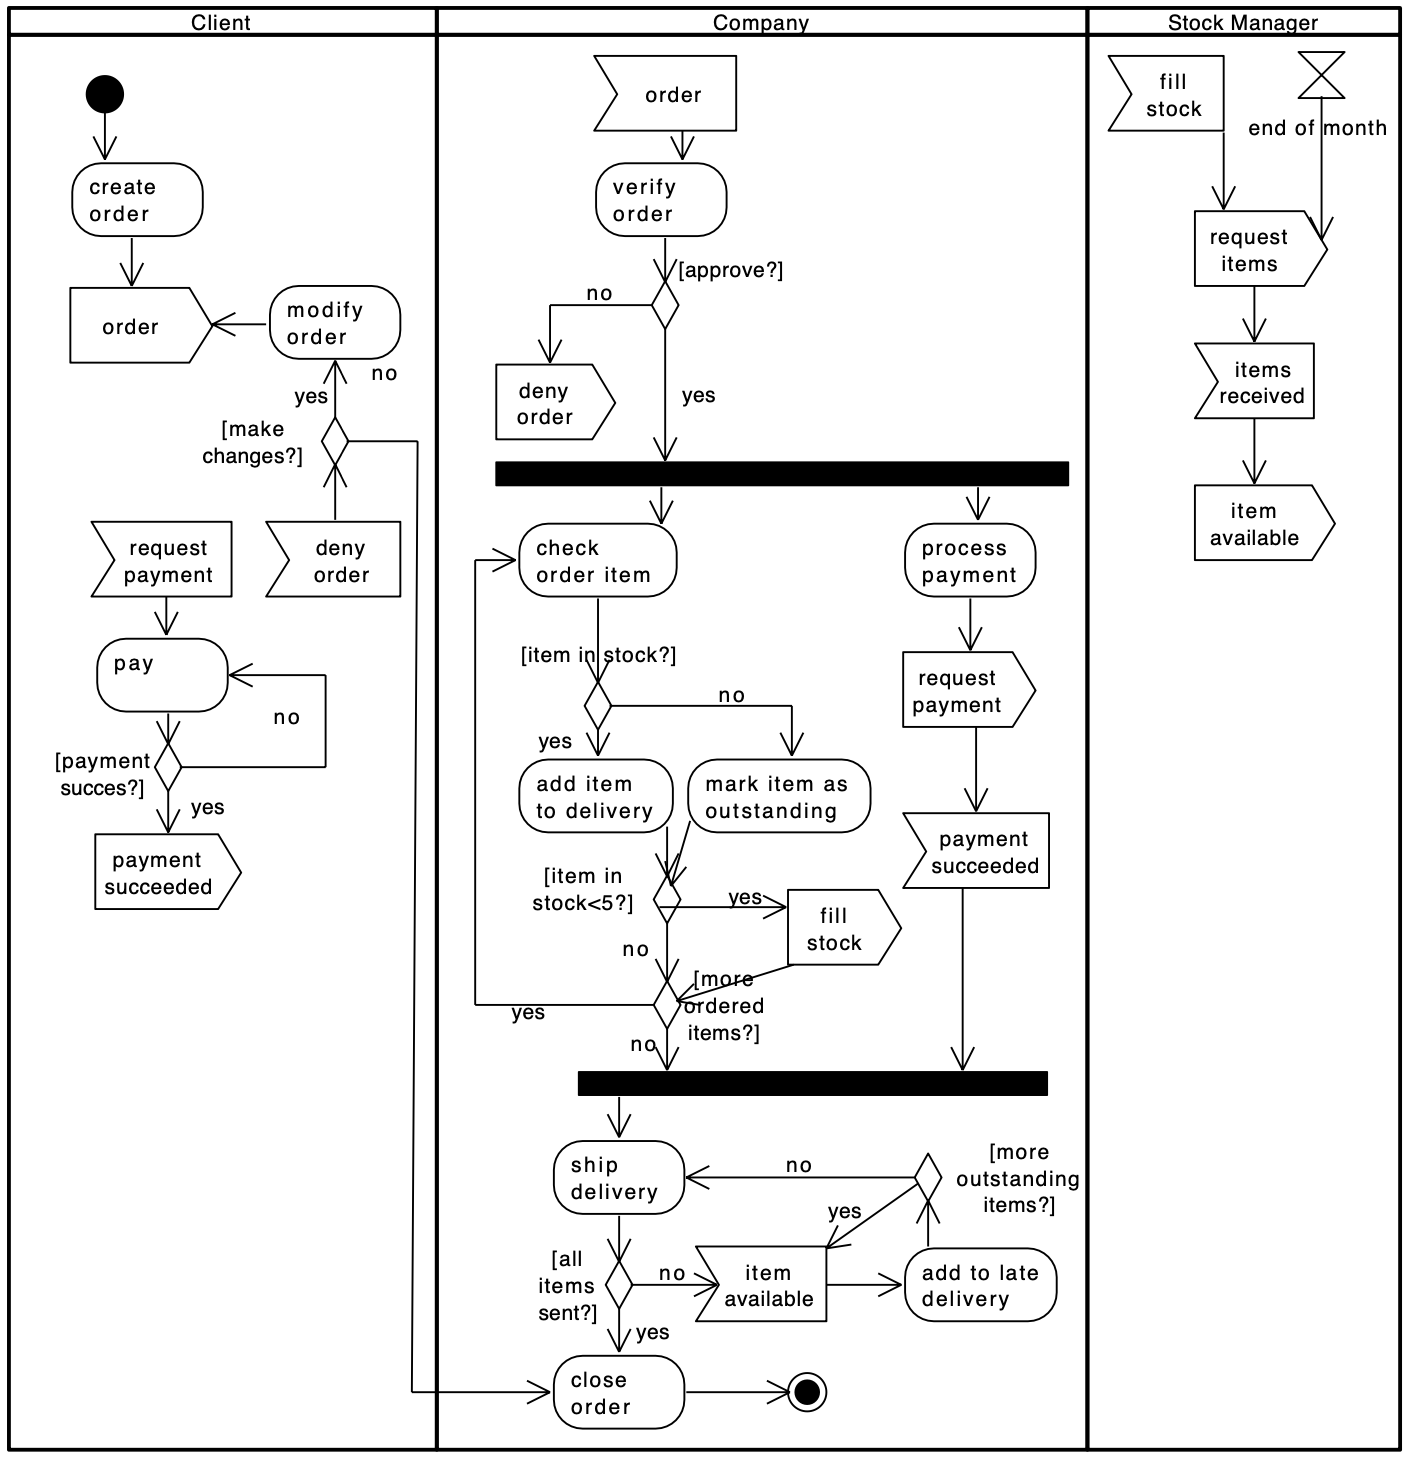 Client
Company
Stock Manager
create
order
order
modify
order
no
yes
[make
changes?]
request
payment
deny
order
pay
no
[payment
succes?]
yes
payment
succeeded
order
verify
order
[approve?]
no
deny
order
yes
check
order item
process
payment
[item in stock?]
no
yes
add item
to delivery
mark item as
outstanding
request
payment
payment
succeeded
[item in
stock<5?]
yes
fill
stock
no
[more
ordered
items?]
yes
no
ship
delivery
no
[more
outstanding
items?]
yes
[all
items
sent?]
no
item
available
add to late
delivery
yes
close
order
fill
stock
end of month
request
items
items
received
item
available